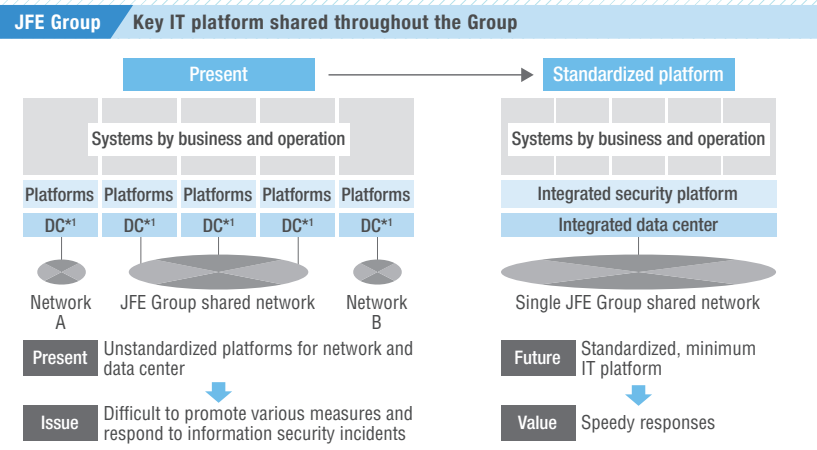 JFE Group
Key IT platform shared throughout the Group
Present
Standardized platform
Systems by business and operation
Systems by business and operation
Platforms Platforms Platforms Platforms Platforms
Integrated security platform
DC*1 DC*1 DC*1 DC*1 DC*1
Integrated data center
Network
A
JFE Group shared network
Network
B
Single JFE Group shared network
Present
Unstandardized platforms for network and
data center
Issue
Difficult to promote various measures and
respond to information security incidents
Future
Standardized, minimum
IT platform
Value
Speedy responses